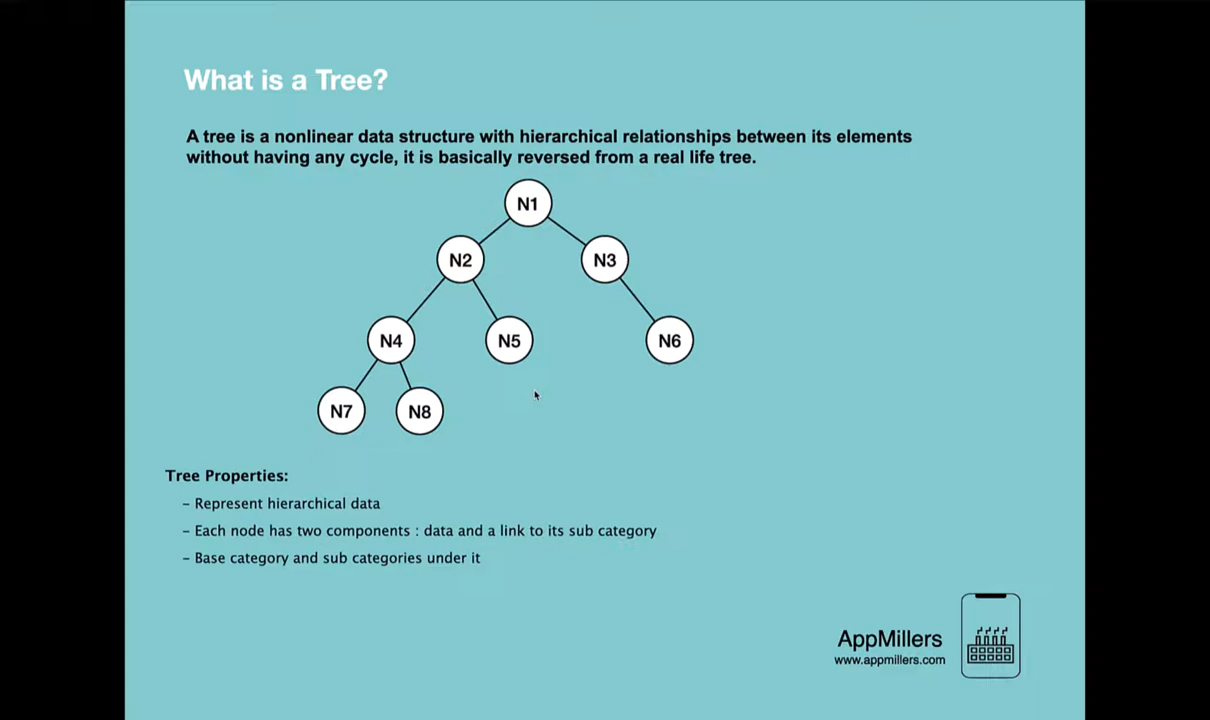 What is a Tree?
A tree is a nonlinear data structure with hierarchical relationships between its elements
without having any cycle, it is basically reversed from a real life tree.
N1
N2
N3
N4
N5
N6
N7
N8
Tree Properties:
– Represent hierarchical data
– Each node has two components : data and a link to its sub category
– Base category and sub categories under it
AppMillers
www.appmillers.com